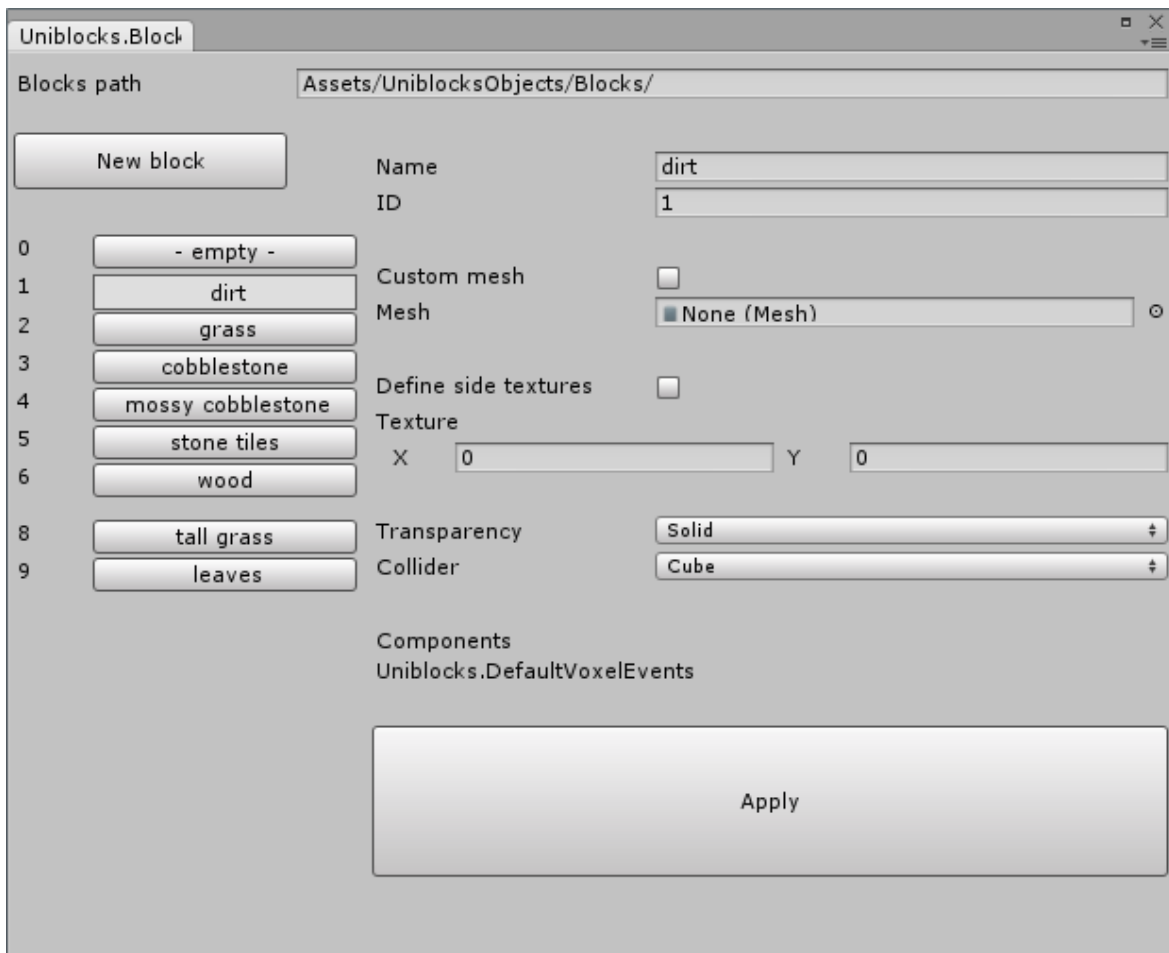 Uniblocks.Block
Blocks path Assets/UniblocksObjects/Blocks/
New block
0 - empty -
1 dirt
2 grass
3 cobblestone
4 mossy cobblestone
5 stone tiles
6 wood
8 tall grass
9 leaves
Name dirt
ID 1
Custom mesh
Mesh None (Mesh)
Define side textures
Texture
X 0 Y 0
Transparency Solid
Collider Cube
Components
Uniblocks.DefaultVoxelEvents
Apply